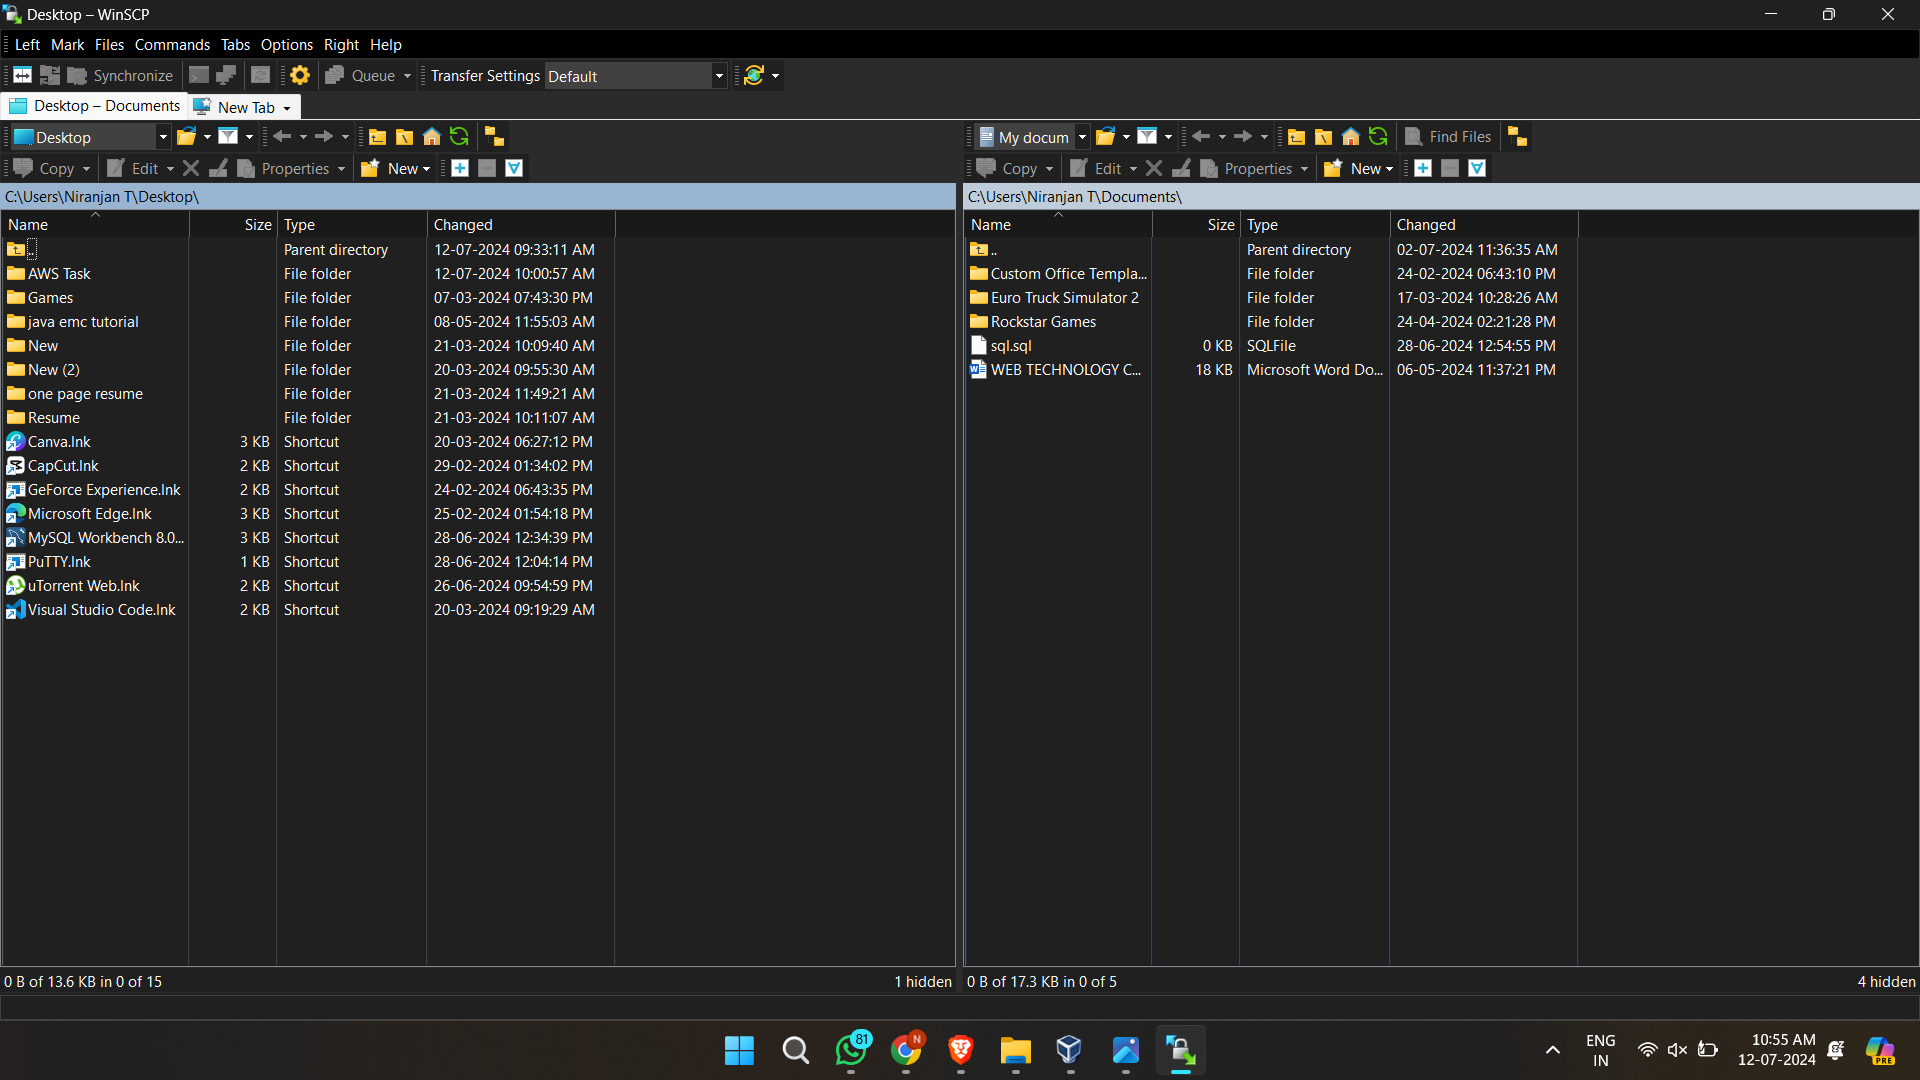 Desktop – WinSCP
Left Mark Files Commands Tabs Options Right Help
Synchronize Queue Transfer Settings Default
Desktop – Documents New Tab
Desktop
Copy Edit Properties New
C:\Users\Niranjan T\Desktop\
Name Size Type Changed
.. Parent directory 12-07-2024 09:33:11 AM
AWS Task File folder 12-07-2024 10:00:57 AM
Games File folder 07-03-2024 07:43:30 PM
java emc tutorial File folder 08-05-2024 11:55:03 AM
New File folder 21-03-2024 10:09:40 AM
New (2) File folder 20-03-2024 09:55:30 AM
one page resume File folder 21-03-2024 11:49:21 AM
Resume File folder 21-03-2024 10:11:07 AM
Canva.lnk 3 KB Shortcut 20-03-2024 06:27:12 PM
CapCut.lnk 2 KB Shortcut 29-02-2024 01:34:02 PM
GeForce Experience.lnk 2 KB Shortcut 24-02-2024 06:43:35 PM
Microsoft Edge.lnk 3 KB Shortcut 25-02-2024 01:54:18 PM
MySQL Workbench 8.0... 3 KB Shortcut 28-06-2024 12:34:39 PM
PuTTY.lnk 1 KB Shortcut 28-06-2024 12:04:14 PM
uTorrent Web.lnk 2 KB Shortcut 26-06-2024 09:54:59 PM
Visual Studio Code.lnk 2 KB Shortcut 20-03-2024 09:19:29 AM
0 B of 13.6 KB in 0 of 15 1 hidden
My docum Find Files
Copy Edit Properties New
C:\Users\Niranjan T\Documents\
Name Size Type Changed
.. Parent directory 02-07-2024 11:36:35 AM
Custom Office Templa... File folder 24-02-2024 06:43:10 PM
Euro Truck Simulator 2 File folder 17-03-2024 10:28:26 AM
Rockstar Games File folder 24-04-2024 02:21:28 PM
sql.sql 0 KB SQLFile 28-06-2024 12:54:55 PM
WEB TECHNOLOGY C... 18 KB Microsoft Word Do... 06-05-2024 11:37:21 PM
0 B of 17.3 KB in 0 of 5 4 hidden
81 N
ENG
IN
10:55 AM
12-07-2024
PRE